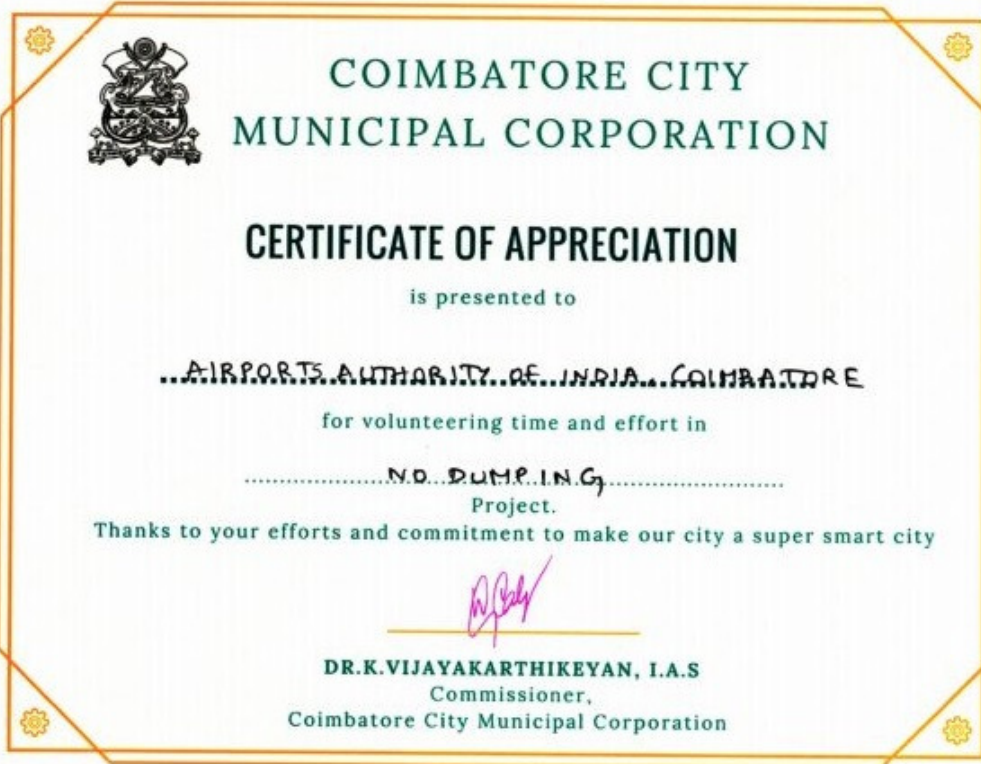 COIMBATORE CITY
MUNICIPAL CORPORATION
CERTIFICATE OF APPRECIATION
is presented to
AIRPORTS AUTHORITY OF INDIA. COIMBATORE
for volunteering time and effort in
NO DUMPING
Project.
Thanks to your efforts and commitment to make our city a super smart city
DR.K.VIJAYAKARTHIKEYAN, I.A.S
Commissioner,
Coimbatore City Municipal Corporation